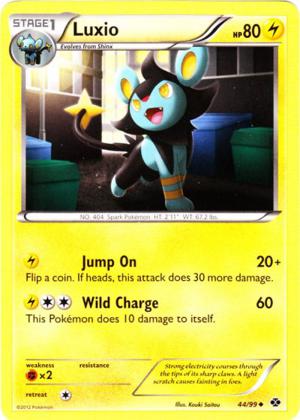 STAGE1 Luxio HP80
Evolves from Shinx
NO. 404 Spark Pokémon HT: 2'11" WT: 67.2 lbs.
Jump On 20+
Flip a coin. If heads, this attack does 30 more damage.
Wild Charge 60
This Pokémon does 10 damage to itself.
weakness resistance
×2
retreat
Strong electricity courses through
the tips of its sharp claws. A light
scratch causes fainting in foes.
Illus. Kouki Saitou 44/99
©2012 Pokémon